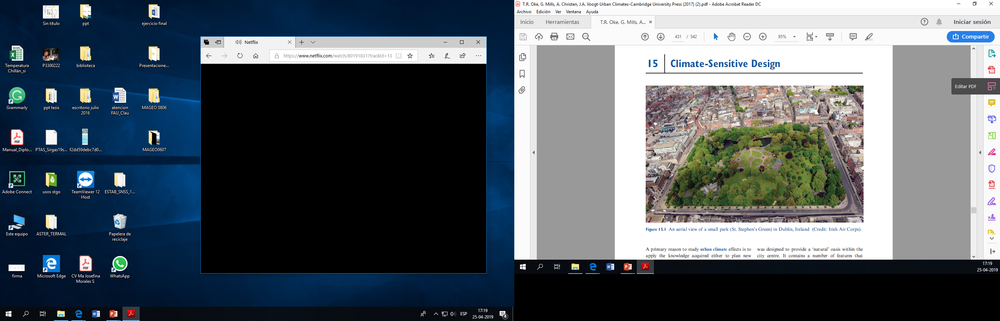 Sin título
ppt
ejercicio final
Temperatura
Chillán_si
P3300222
biblioteca
Presentacione...
Grammarly
ppt tesis
escritorio julio
2016
atencion
FAU_Clau
MAGEO 0806
Manual_Diplo...
PTAS_Sirgas19s...
f2dd59debc7d0...
MAGEO0607
Adobe Connect
usos stgo
TeamViewer 12
Host
ESTAB_SNSS_1...
Este equipo
ASTER_TERMAL
Papelera de
reciclaje
firma
Microsoft Edge
CV Ma Josefina
Morales S
WhatsApp
Netflix
https://www.netflix.com/watch/80191831?trackId=13
ESP
17:19
25-04-2019
4
T.R. Oke, G. Mills, A. Christen, J.A. Voogt-Urban Climates-Cambridge University Press (2017) (2).pdf - Adobe Acrobat Reader DC
Archivo Edición Ver Ventana Ayuda
Inicio Herramientas T.R. Oke, G. Mills, A... Iniciar sesión
431 / 542 95% Compartir
Editar PDF
15 Climate-Sensitive Design
Figure 15.1 An aerial view of a small park (St. Stephen's Green) in Dublin, Ireland (Credit: Irish Air Corps).
A primary reason to study urban climate effects is to
apply the knowledge acquired either to plan new
was designed to provide a 'natural' oasis within the
city centre. It contains a number of features that
17:19
25-04-2019